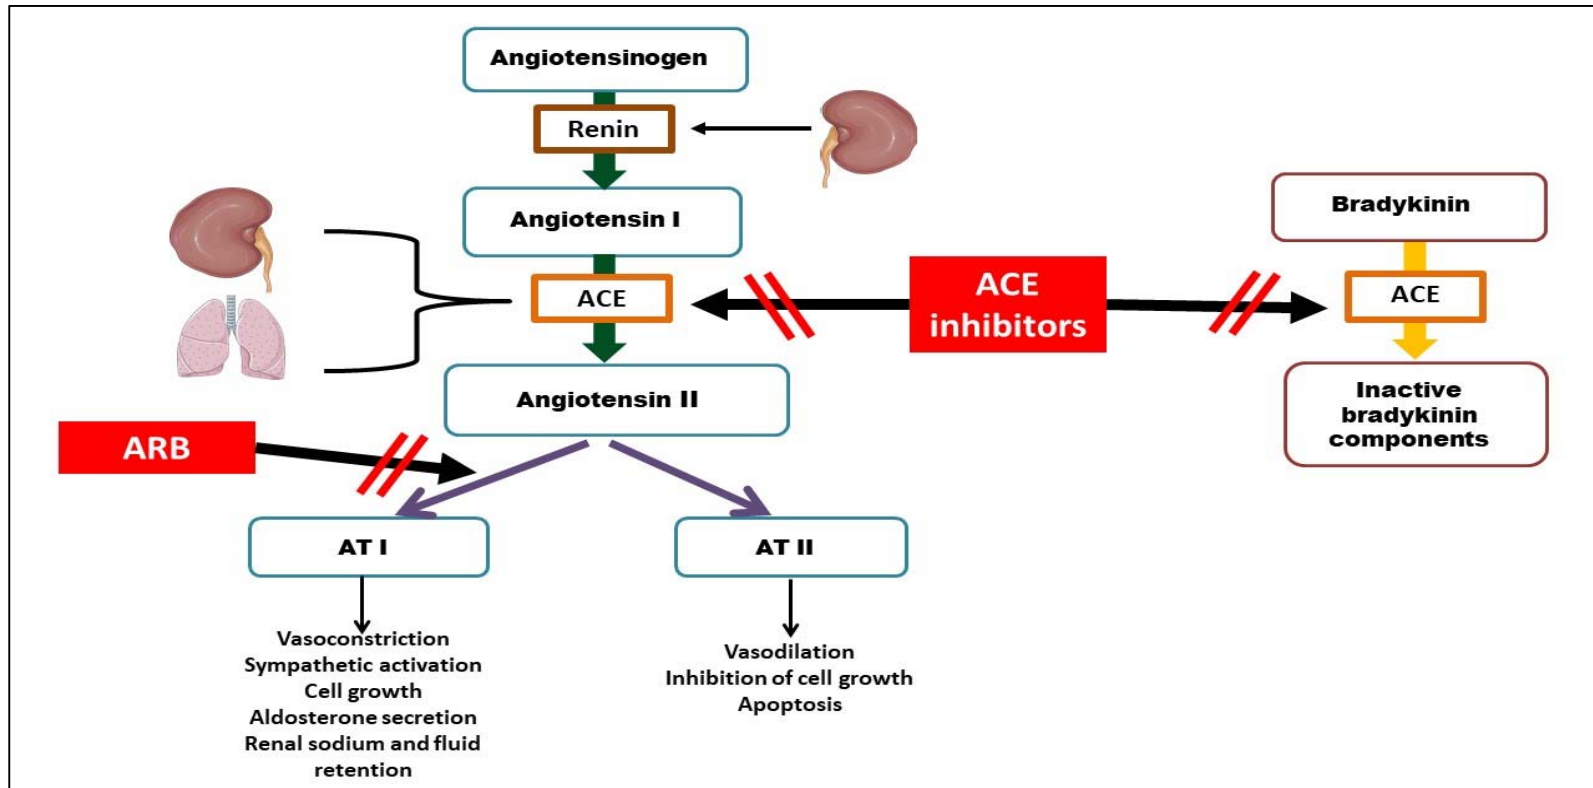 Angiotensinogen
Renin
Angiotensin I
Bradykinin
ACE
ACE
inhibitors
ACE
Angiotensin II
Inactive
bradykinin
components
ARB
AT I
AT II
Vasoconstriction
Sympathetic activation
Cell growth
Aldosterone secretion
Renal sodium and fluid
retention
Vasodilation
Inhibition of cell growth
Apoptosis